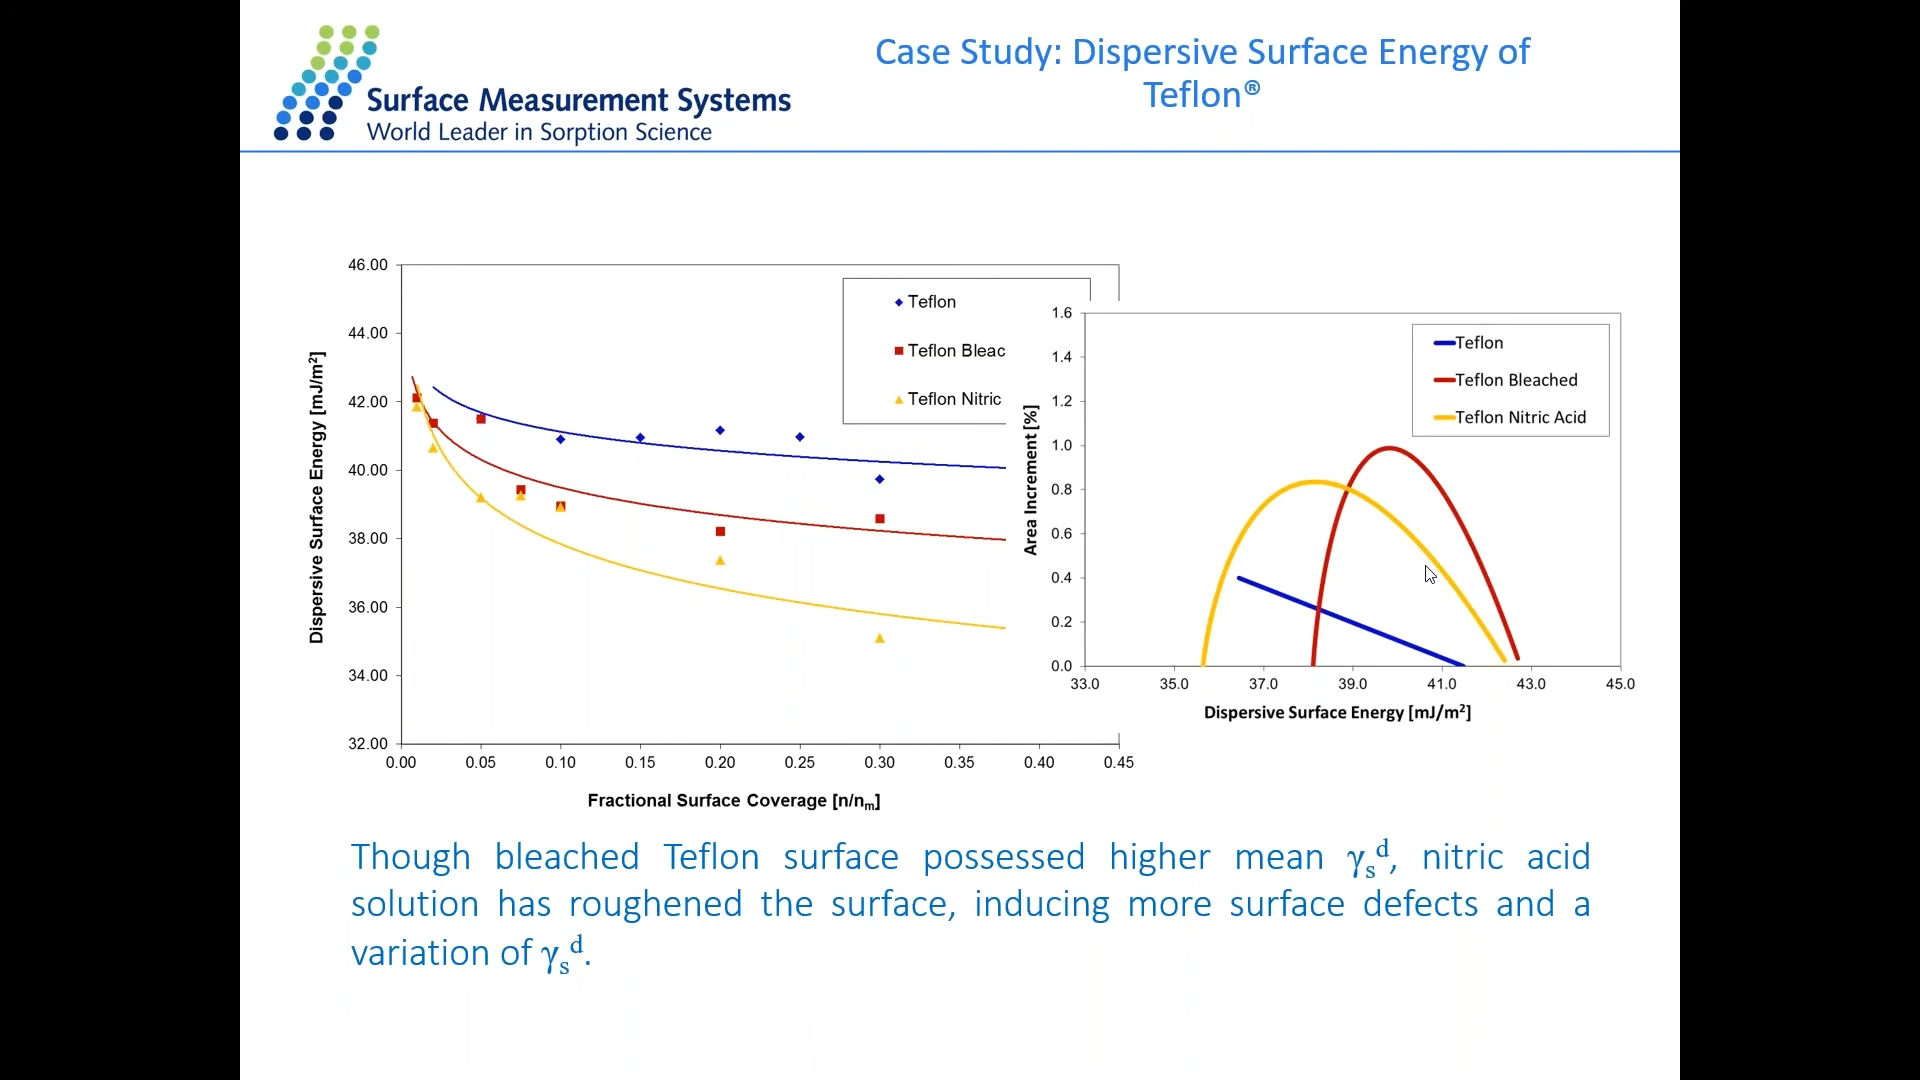 Surface Measurement Systems
World Leader in Sorption Science
Case Study: Dispersive Surface Energy of
Teflon®
46.00
44.00
42.00
40.00
38.00
36.00
34.00
32.00
Dispersive Surface Energy [mJ/m²]
0.00 0.05 0.10 0.15 0.20 0.25 0.30 0.35 0.40 0.45
Fractional Surface Coverage [n/nₘ]
Teflon
Teflon Bleac
Teflon Nitric
1.6
1.4
1.2
1.0
0.8
0.6
0.4
0.2
0.0
Area Increment [%]
33.0 35.0 37.0 39.0 41.0 43.0 45.0
Dispersive Surface Energy [mJ/m²]
Teflon
Teflon Bleached
Teflon Nitric Acid
Though bleached Teflon surface possessed higher mean γₛᵈ, nitric acid
solution has roughened the surface, inducing more surface defects and a
variation of γₛᵈ.